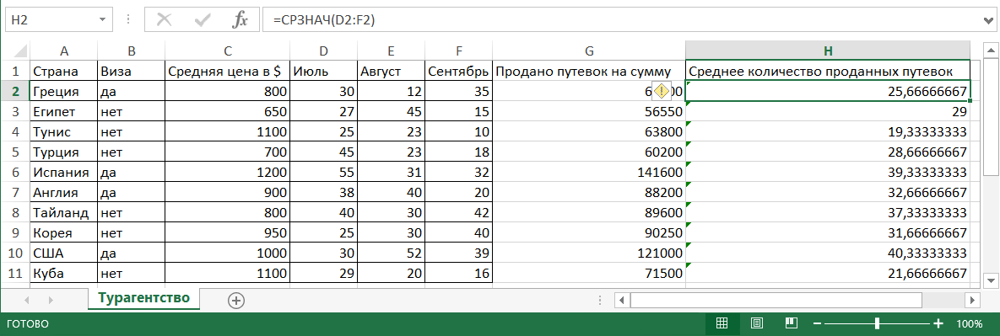 H2 fx =СРЗНАЧ(D2:F2)
A B C D E F G H
1 Страна Виза Средняя цена в $ Июль Август Сентябрь Продано путевок на сумму Среднее количество проданных путевок
2 Греция да 800 30 12 35 25,66666667
3 Египет нет 650 27 45 15 56550 29
4 Тунис нет 1100 25 23 10 63800 19,33333333
5 Турция нет 700 45 23 18 60200 28,66666667
6 Испания да 1200 55 31 32 141600 39,33333333
7 Англия да 900 38 40 20 88200 32,66666667
8 Тайланд нет 800 40 30 42 89600 37,33333333
9 Корея нет 950 25 30 40 90250 31,66666667
10 США да 1000 30 52 39 121000 40,33333333
11 Куба нет 1100 29 20 16 71500 21,66666667
Турагентство
ГОТОВО 100%